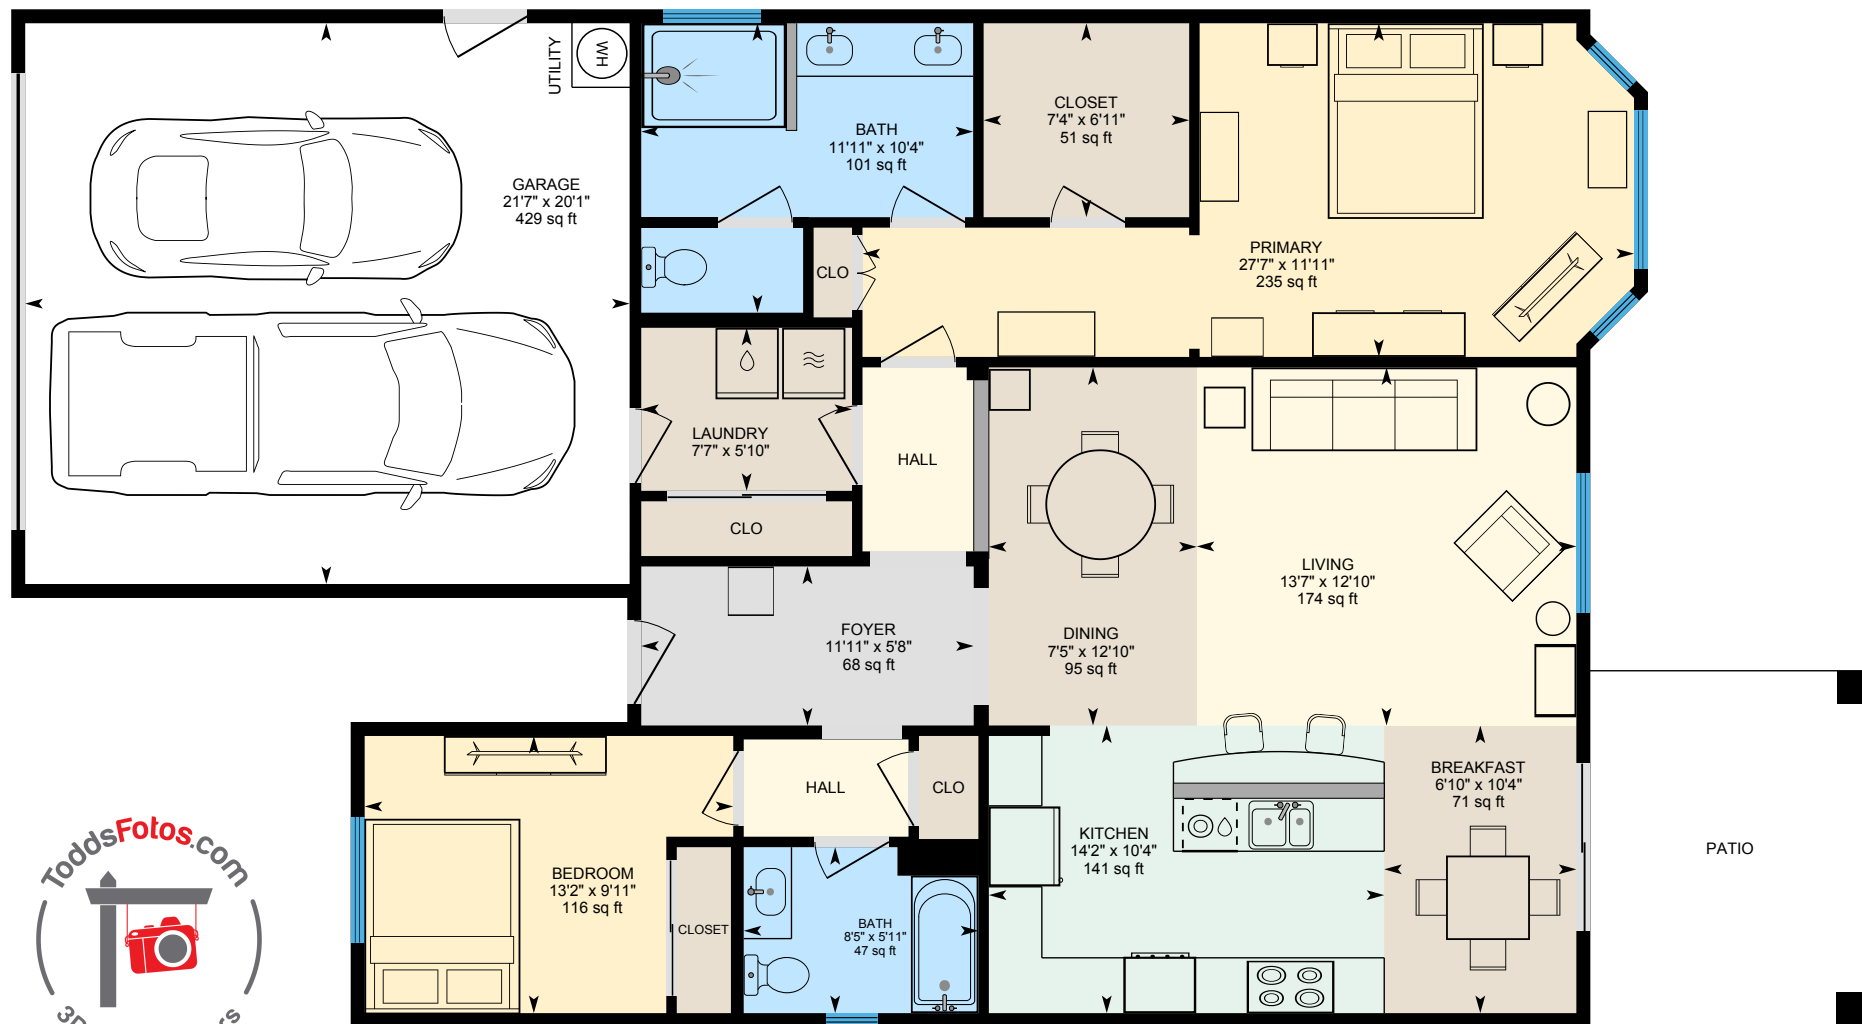 UTILITY
WH
GARAGE
21'7" x 20'1"
429 sq ft
BATH
11'11" x 10'4"
101 sq ft
CLOSET
7'4" x 6'11"
51 sq ft
PRIMARY
27'7" x 11'11"
235 sq ft
CLO
LAUNDRY
7'7" x 5'10"
CLO
HALL
FOYER
11'11" x 5'8"
68 sq ft
DINING
7'5" x 12'10"
95 sq ft
LIVING
13'7" x 12'10"
174 sq ft
HALL
CLO
KITCHEN
14'2" x 10'4"
141 sq ft
BREAKFAST
6'10" x 10'4"
71 sq ft
PATIO
BEDROOM
13'2" x 9'11"
116 sq ft
CLOSET
BATH
8'5" x 5'11"
47 sq ft
ToddsFotos.com